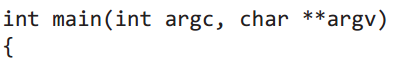 int main(int argc, char **argv)
{